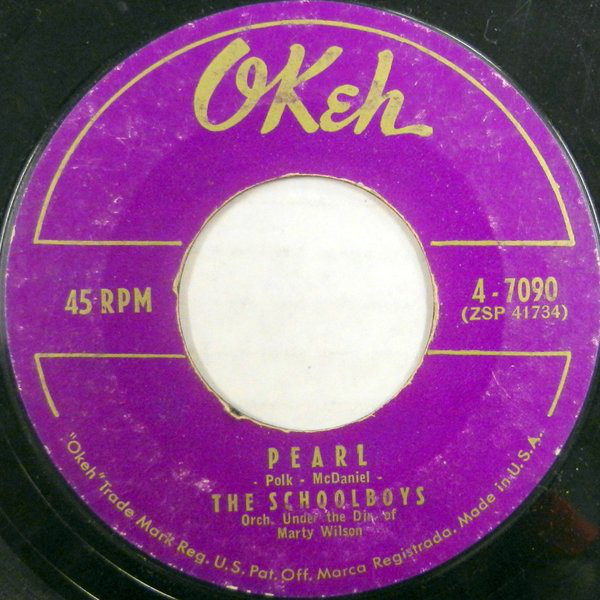 OKeh
45 RPM
4-7090
(ZSP 41734)
PEARL
- Polk - McDaniel -
THE SCHOOLBOYS
Orch. Under the Dir. of
Marty Wilson
"Okeh" Trade Mark Reg. U.S. Pat. Off. Marca Registrada. Made in U.S.A.